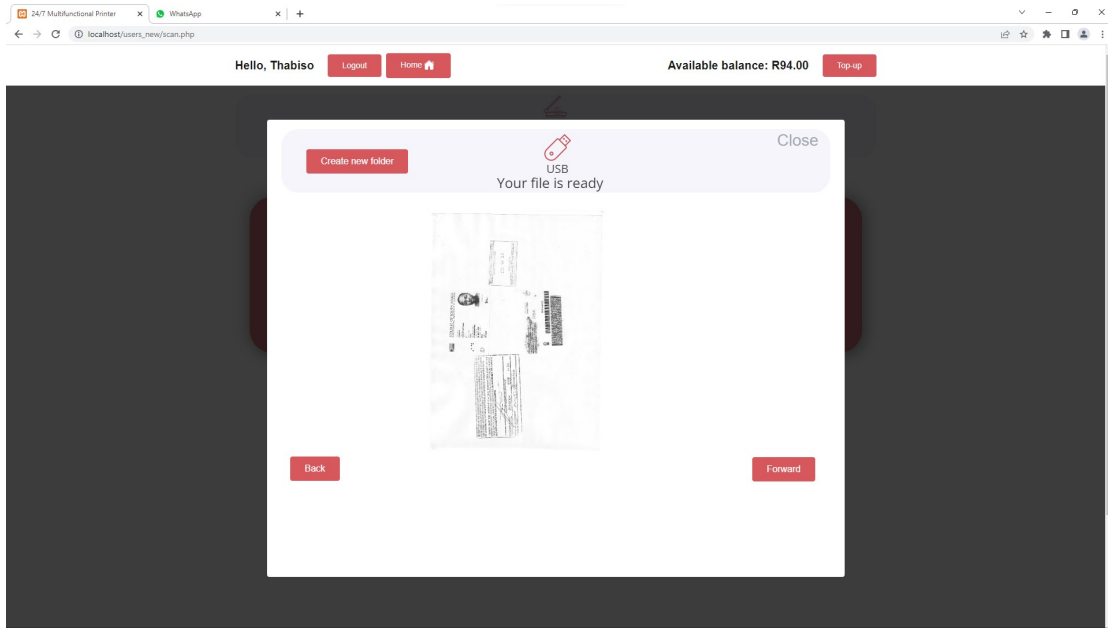 24/7 Multifunctional Printer
WhatsApp
localhost/users_new/scan.php
Hello, Thabiso
Logout
Home
Available balance: R94.00
Top-up
Create new folder
USB
Your file is ready
Close
Back
Forward